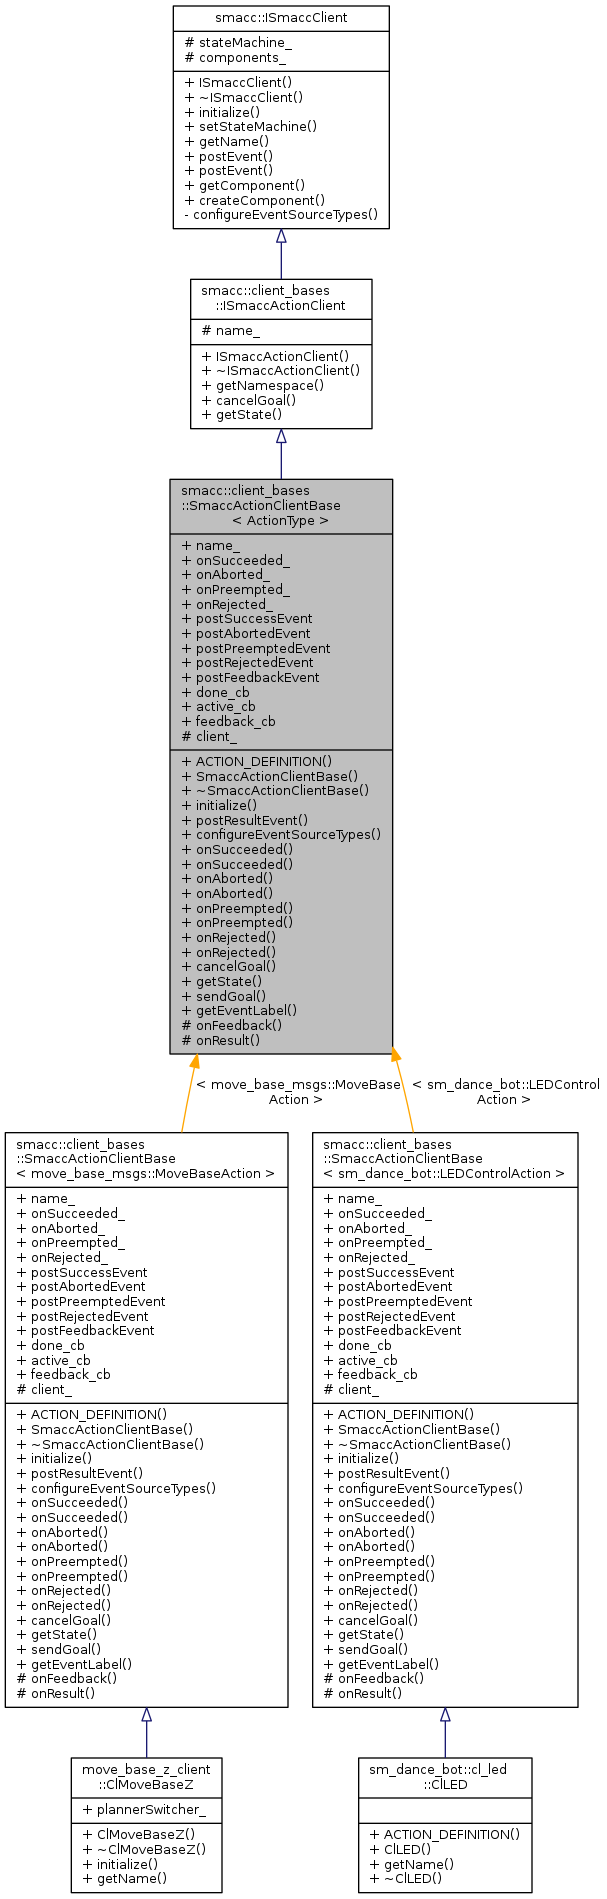 smacc::ISmaccClient
# stateMachine_
# components_
+ ISmaccClient()
+ ~ISmaccClient()
+ initialize()
+ setStateMachine()
+ getName()
+ postEvent()
+ postEvent()
+ getComponent()
+ createComponent()
- configureEventSourceTypes()
smacc::client_bases
::ISmaccActionClient
# name_
+ ISmaccActionClient()
+ ~ISmaccActionClient()
+ getNamespace()
+ cancelGoal()
+ getState()
smacc::client_bases
::SmaccActionClientBase
< ActionType >
+ name_
+ onSucceeded_
+ onAborted_
+ onPreempted_
+ onRejected_
+ postSuccessEvent
+ postAbortedEvent
+ postPreemptedEvent
+ postRejectedEvent
+ postFeedbackEvent
+ done_cb
+ active_cb
+ feedback_cb
# client_
+ ACTION_DEFINITION()
+ SmaccActionClientBase()
+ ~SmaccActionClientBase()
+ initialize()
+ postResultEvent()
+ configureEventSourceTypes()
+ onSucceeded()
+ onSucceeded()
+ onAborted()
+ onAborted()
+ onPreempted()
+ onPreempted()
+ onRejected()
+ onRejected()
+ cancelGoal()
+ getState()
+ sendGoal()
+ getEventLabel()
# onFeedback()
# onResult()
< move_base_msgs::MoveBase
Action >
< sm_dance_bot::LEDControl
Action >
smacc::client_bases
::SmaccActionClientBase
< move_base_msgs::MoveBaseAction >
+ name_
+ onSucceeded_
+ onAborted_
+ onPreempted_
+ onRejected_
+ postSuccessEvent
+ postAbortedEvent
+ postPreemptedEvent
+ postRejectedEvent
+ postFeedbackEvent
+ done_cb
+ active_cb
+ feedback_cb
# client_
+ ACTION_DEFINITION()
+ SmaccActionClientBase()
+ ~SmaccActionClientBase()
+ initialize()
+ postResultEvent()
+ configureEventSourceTypes()
+ onSucceeded()
+ onSucceeded()
+ onAborted()
+ onAborted()
+ onPreempted()
+ onPreempted()
+ onRejected()
+ onRejected()
+ cancelGoal()
+ getState()
+ sendGoal()
+ getEventLabel()
# onFeedback()
# onResult()
smacc::client_bases
::SmaccActionClientBase
< sm_dance_bot::LEDControlAction >
+ name_
+ onSucceeded_
+ onAborted_
+ onPreempted_
+ onRejected_
+ postSuccessEvent
+ postAbortedEvent
+ postPreemptedEvent
+ postRejectedEvent
+ postFeedbackEvent
+ done_cb
+ active_cb
+ feedback_cb
# client_
+ ACTION_DEFINITION()
+ SmaccActionClientBase()
+ ~SmaccActionClientBase()
+ initialize()
+ postResultEvent()
+ configureEventSourceTypes()
+ onSucceeded()
+ onSucceeded()
+ onAborted()
+ onAborted()
+ onPreempted()
+ onPreempted()
+ onRejected()
+ onRejected()
+ cancelGoal()
+ getState()
+ sendGoal()
+ getEventLabel()
# onFeedback()
# onResult()
move_base_z_client
::ClMoveBaseZ
+ plannerSwitcher_
+ ClMoveBaseZ()
+ ~ClMoveBaseZ()
+ initialize()
+ getName()
sm_dance_bot::cl_led
::ClLED
+ ACTION_DEFINITION()
+ ClLED()
+ getName()
+ ~ClLED()